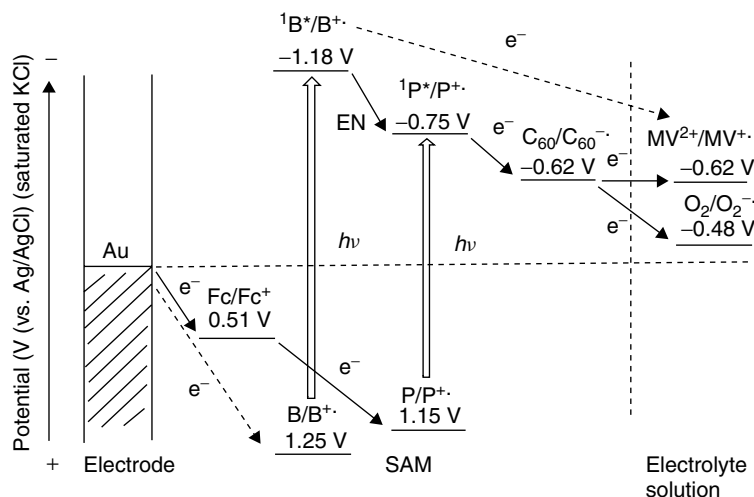 ¹B*/B⁺·
−1.18 V
e⁻
¹P*/P⁺·
−0.75 V
EN
e⁻
C₆₀/C₆₀⁻·
−0.62 V
e⁻
MV²⁺/MV⁺·
−0.62 V
O₂/O₂⁻·
−0.48 V
e⁻
hν
hν
Au
e⁻
Fc/Fc⁺
0.51 V
e⁻
e⁻
B/B⁺·
1.25 V
P/P⁺·
1.15 V
−
Potential (V (vs. Ag/AgCl) (saturated KCl)
+
Electrode
SAM
Electrolyte
solution